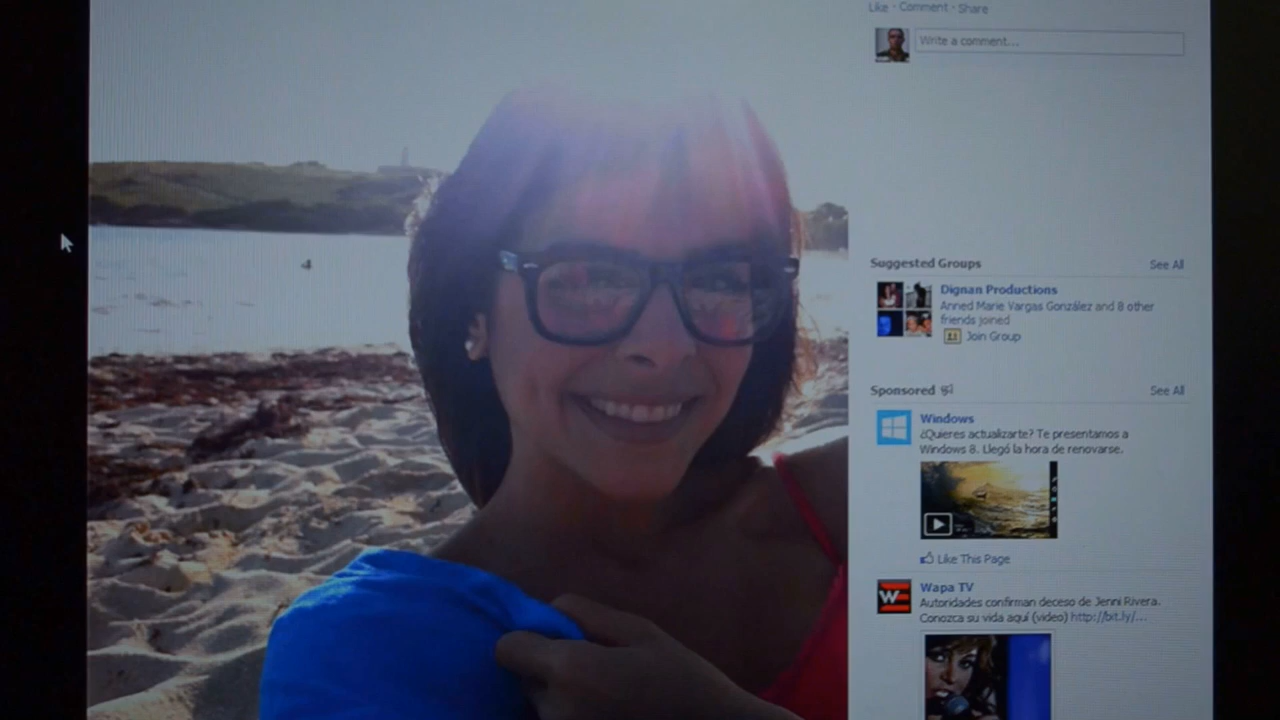 Like · Comment · Share
Write a comment...
Suggested Groups
See All
Dignan Productions
Anned Marie Vargas González and 8 other
friends joined
Join Group
Sponsored
See All
Windows
¿Quieres actualizarte? Te presentamos a
Windows 8. Llegó la hora de renovarse.
Like This Page
Wapa TV
Autoridades confirman deceso de Jenni Rivera.
Conozca su vida aquí (video) http://bit.ly/...